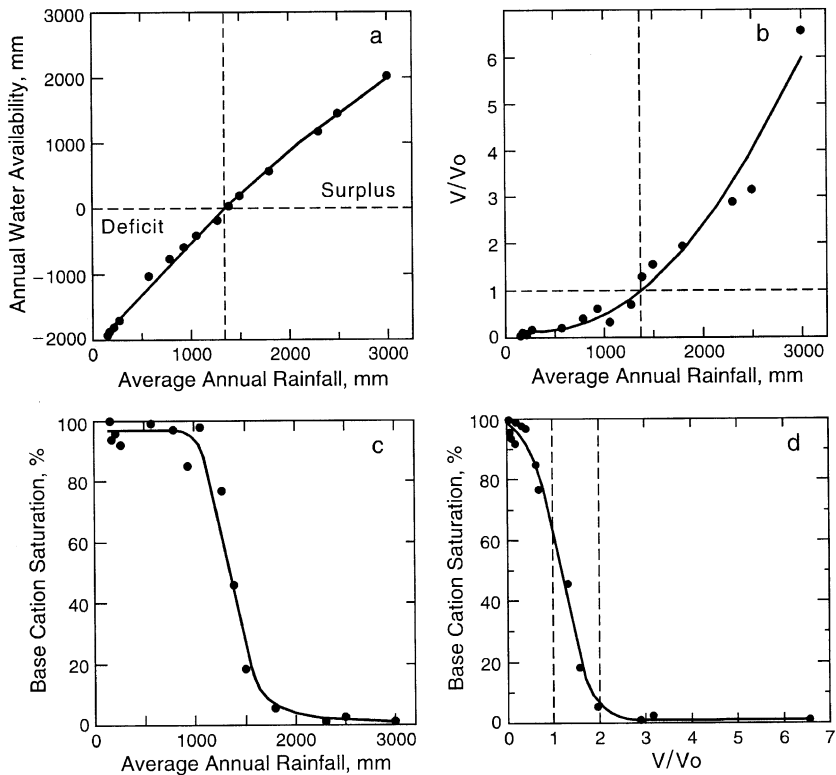 a
Annual Water Availability, mm
2000
1000
0
−1000
−2000
Surplus
Deficit
0 1000 2000 3000
Average Annual Rainfall, mm
b
V/Vo
6
5
4
3
2
1
0
0 1000 2000 3000
Average Annual Rainfall, mm
c
Base Cation Saturation, %
100
80
60
40
20
0
0 1000 2000 3000
Average Annual Rainfall, mm
d
Base Cation Saturation, %
100
80
60
40
20
0
0 1 2 3 4 5 6 7
V/Vo